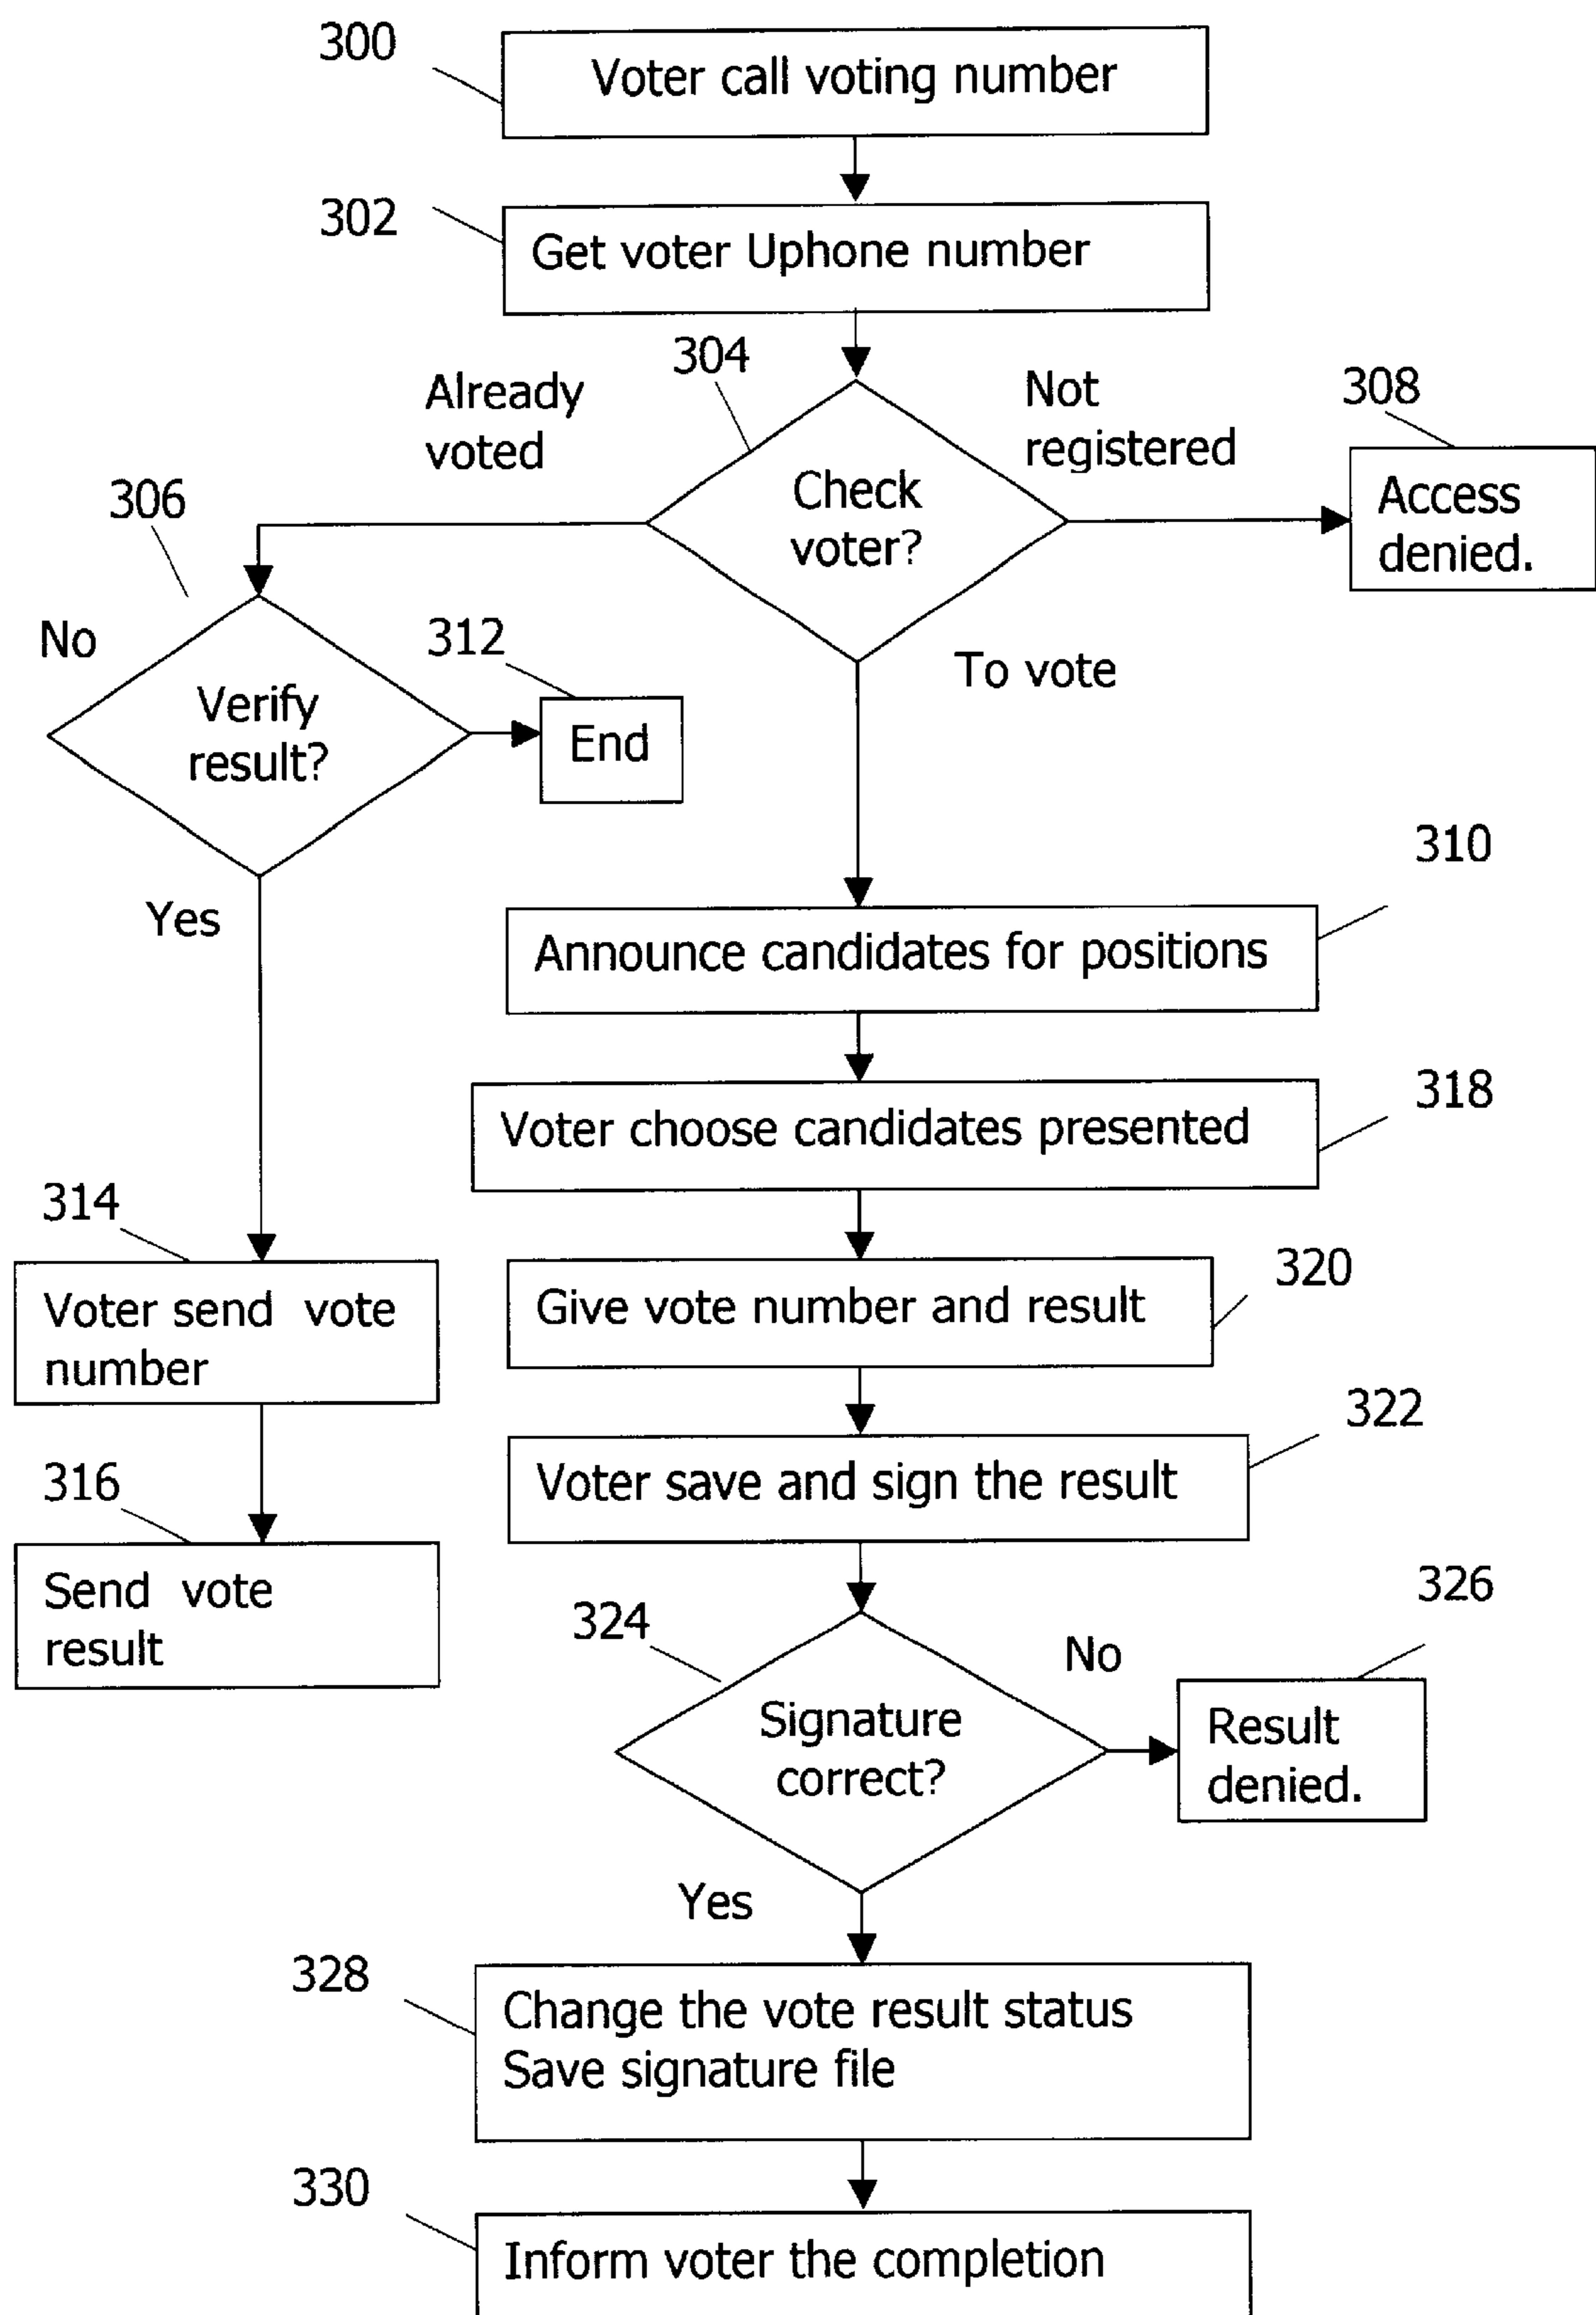 300
Voter call voting number
302
Get voter Uphone number
304
Already
voted
Not
registered
308
Check
voter?
Access
denied.
306
No
312
To vote
Verify
result?
End
310
Yes
Announce candidates for positions
318
Voter choose candidates presented
314
320
Voter send vote
number
Give vote number and result
322
316
Voter save and sign the result
Send vote
result
326
324
No
Signature
correct?
Result
denied.
Yes
328
Change the vote result status
Save signature file
330
Inform voter the completion